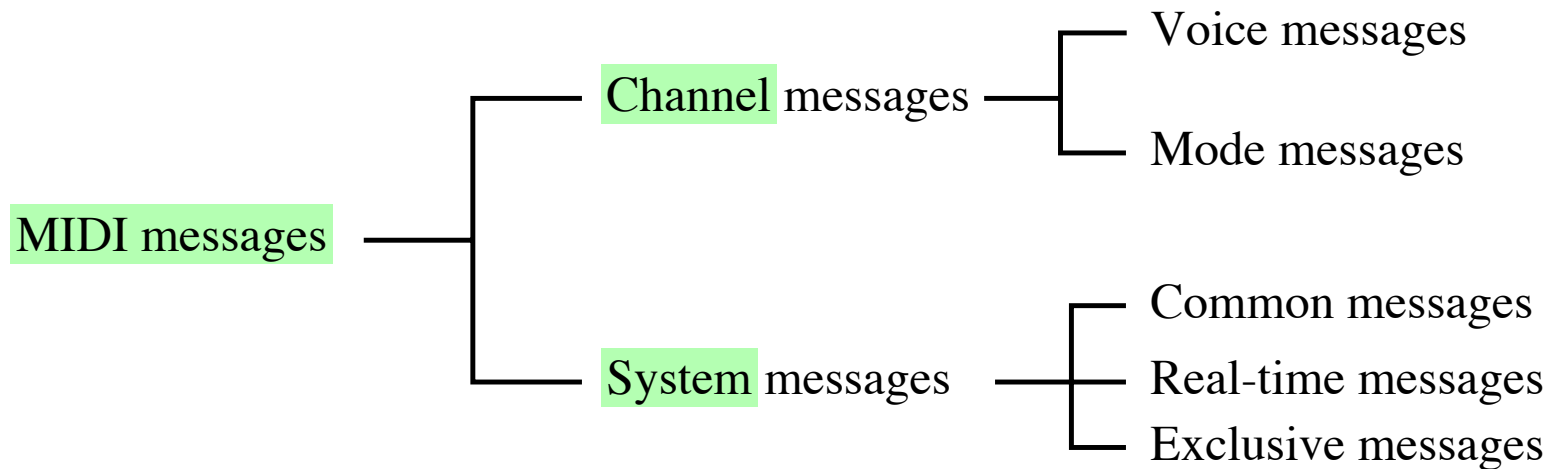 Voice messages
Channel messages
Mode messages
MIDI messages
Common messages
System messages
Real-time messages
Exclusive messages